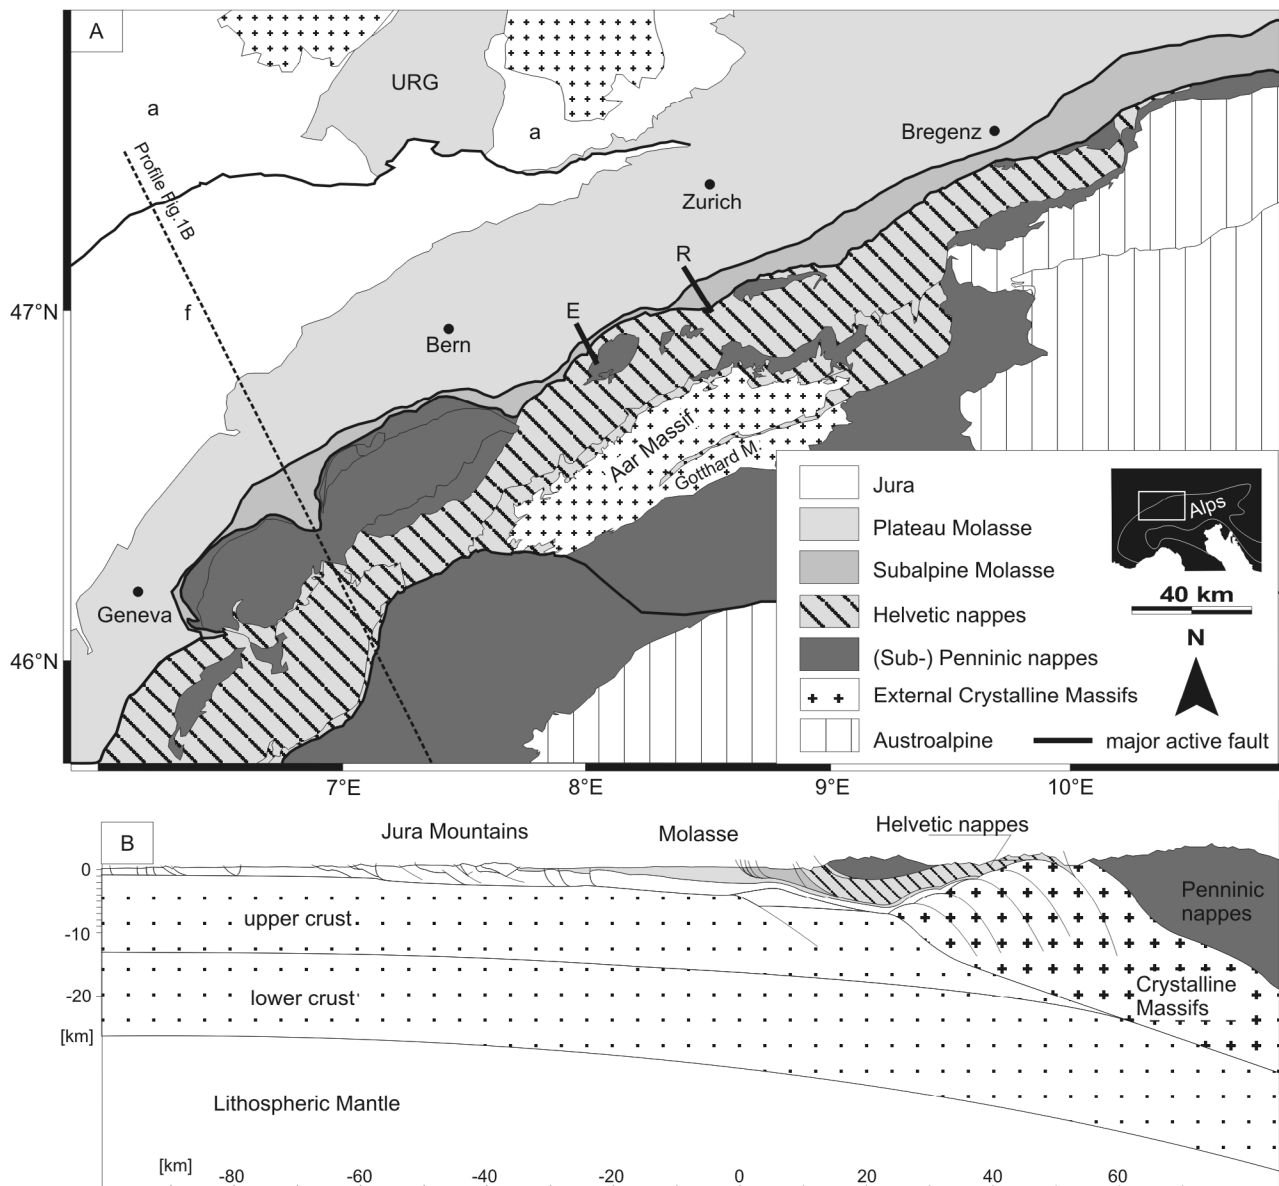 A
URG
a
a
Bregenz
Profile Fig.1B
Zurich
R
47°N
f
E
Bern
Aar Massif
Gotthard M.
Jura
Plateau Molasse
Subalpine Molasse
Helvetic nappes
(Sub-) Penninic nappes
External Crystalline Massifs
Austroalpine
major active fault
Alps
40 km
N
Geneva
46°N
7°E
8°E
9°E
10°E
B
Jura Mountains
Molasse
Helvetic nappes
0
upper crust
-10
Penninic
nappes
lower crust
-20
Crystalline
Massifs
[km]
Lithospheric Mantle
[km]
-80
-60
-40
-20
0
20
40
60